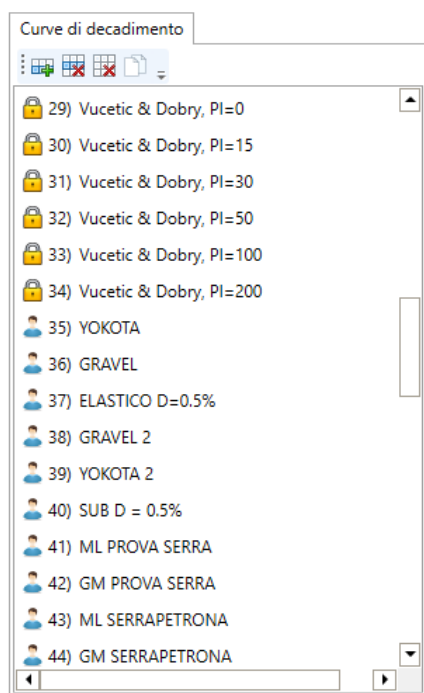 Curve di decadimento
29) Vucetic & Dobry, PI=0
30) Vucetic & Dobry, PI=15
31) Vucetic & Dobry, PI=30
32) Vucetic & Dobry, PI=50
33) Vucetic & Dobry, PI=100
34) Vucetic & Dobry, PI=200
35) YOKOTA
36) GRAVEL
37) ELASTICO D=0.5%
38) GRAVEL 2
39) YOKOTA 2
40) SUB D = 0.5%
41) ML PROVA SERRA
42) GM PROVA SERRA
43) ML SERRAPETRONA
44) GM SERRAPETRONA